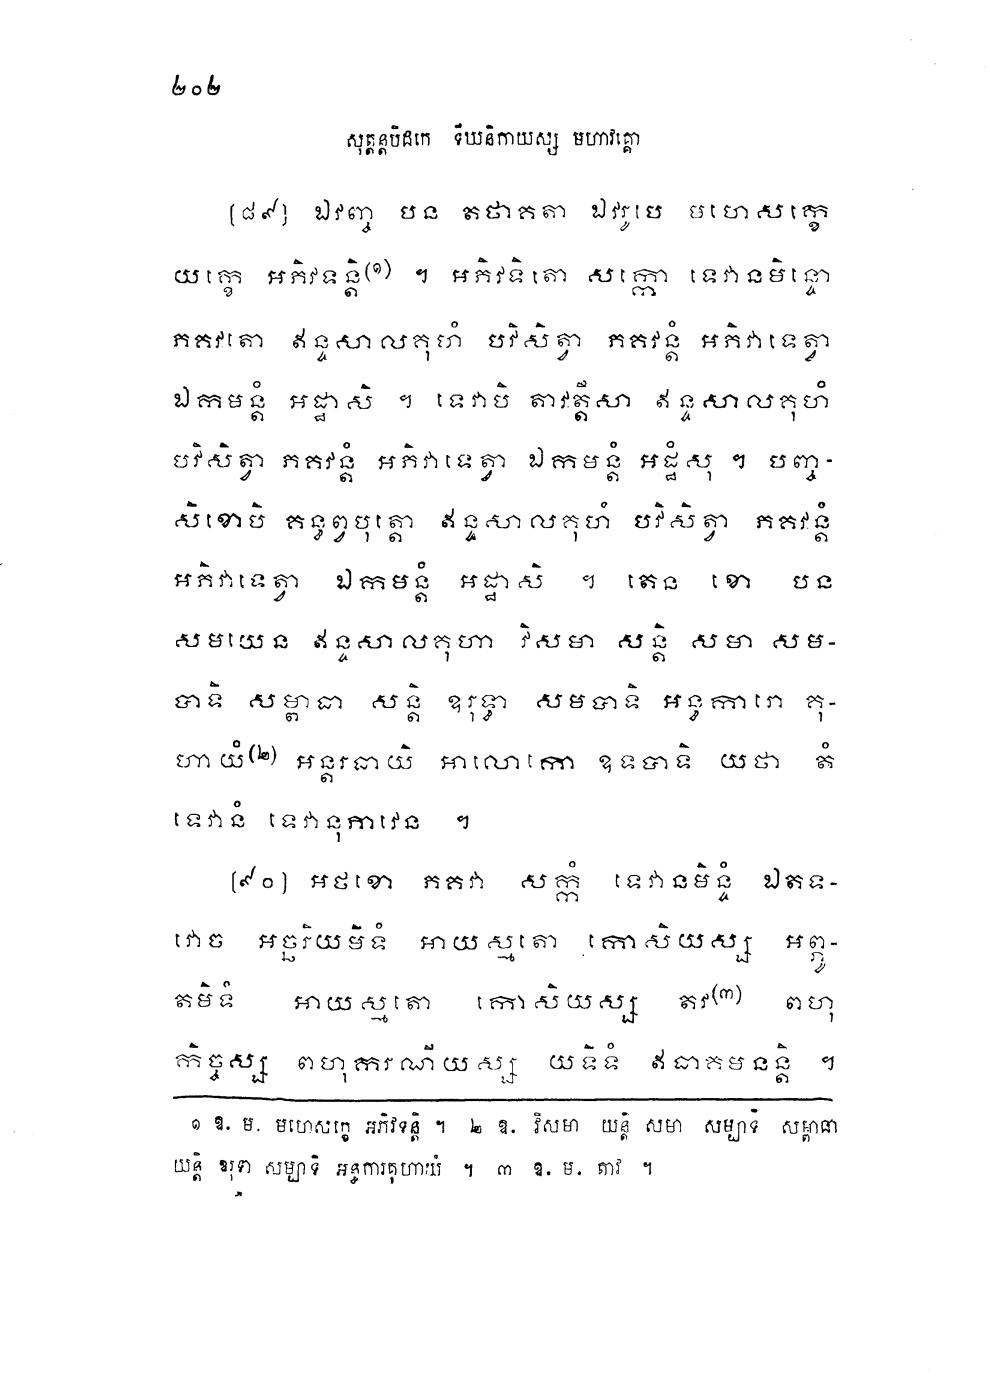 ២០២
សុត្តន្តបិដកេ ទីឃនិកាយស្ស មហាវគ្គោ
[៨៩] ឯវញ្ច បន តថាគតា ឯវរូបេ មហេសក្ខេ
យក្ខេ អភិវទន្តិ(១) ។ អភិវទិតោ សក្កោ ទេវានមិន្ទោ
ភគវតោ ឥន្ទសាលគុហំ បវិសិត្វា ភគវន្តំ អភិវាទេត្វា
ឯកមន្តំ អដ្ឋាសិ ។ ទេវាបិ តាវត្តឹសា ឥន្ទសាលគុហំ
បវិសិត្វា ភគវន្តំ អភិវាទេត្វា ឯកមន្តំ អដ្ឋំសុ ។ បញ្ច-
សិខោបិ គន្ធព្វបុត្តោ ឥន្ទសាលគុហំ បវិសិត្វា ភគវន្តំ
អភិវាទេត្វា ឯកមន្តំ អដ្ឋាសិ ។ តេន ខោ បន
សមយេន ឥន្ទសាលគុហា វិសមា សន្តិ សមា សម-
បាទិ សម្ពាធា សន្តិ ឧរុទ្ធា សមបាទិ អន្ធការោ គុ-
ហាយំ(២) អន្តរធាយិ អាលោកោ ឧទបាទិ យថា តំ
ទេវានំ ទេវានុភាវេន ។
[៩០] អថខោ ភគវា សក្កំ ទេវានមិន្ទំ ឯតទ-
វោច អច្ឆរិយមិទំ អាយស្មតោ កោសិយស្ស អព្ភូ-
តមិទំ អាយស្មតោ កោសិយស្ស តវ(៣) ពហុ
កិច្ចស្ស ពហុករណីយស្ស យទិទំ ឥធាគមនន្តិ ។
១ ឱ. ម. មហេសក្ខេ អភិវទន្តិ ។ ២ ឱ. វិសមា យន្តិ សមា សម្បាទិ សម្ពាធា
យន្តិ ឧរុទា សម្បាទិ អន្ធការគុហាយំ ។ ៣ ឱ. ម. តាវ ។